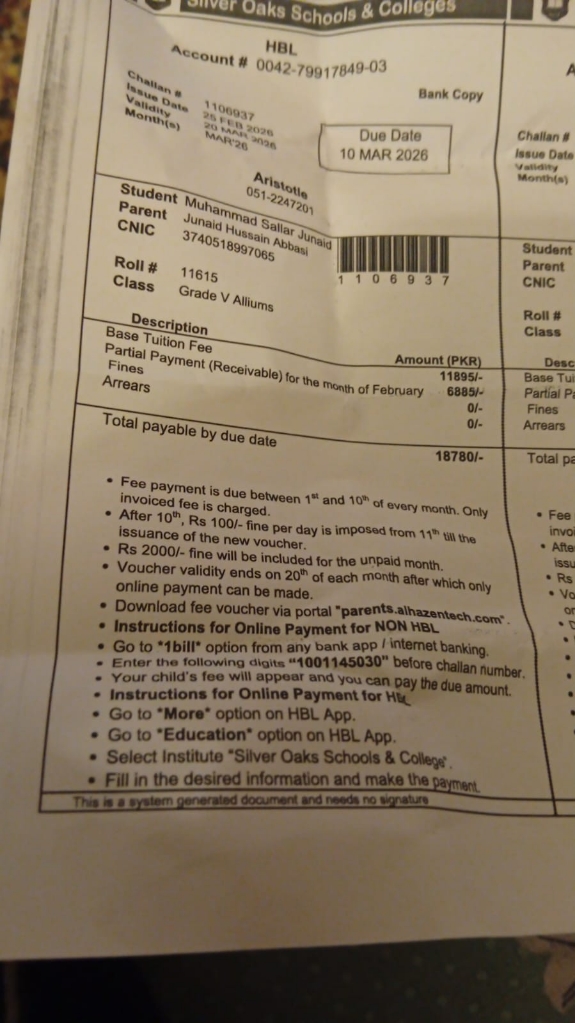 Silver Oaks Schools & Colleges
HBL
Account # 0042-79917849-03
Bank Copy
Challan # 1106937
Issue Date 25 FEB 2026
Validity 20 MAR 2026
Month(s) MAR'26
Due Date
10 MAR 2026
Aristotle
051-2247201
Student Muhammad Sallar Junaid
Parent Junaid Hussain Abbasi
CNIC 3740518997065
1106937
Roll # 11615
Class Grade V Alliums
Description Amount (PKR)
Base Tuition Fee 11895/-
Partial Payment (Receivable) for the month of February 6885/-
Fines 0/-
Arrears 0/-
Total payable by due date 18780/-
• Fee payment is due between 1st and 10th of every month. Only
invoiced fee is charged.
• After 10th, Rs 100/- fine per day is imposed from 11th till the
issuance of the new voucher.
• Rs 2000/- fine will be included for the unpaid month.
• Voucher validity ends on 20th of each month after which only
online payment can be made.
• Download fee voucher via portal "parents.alhazentech.com".
• Instructions for Online Payment for NON HBL
• Go to "1bill" option from any bank app / internet banking.
• Enter the following digits "1001145030" before challan number.
• Your child's fee will appear and you can pay the due amount.
• Instructions for Online Payment for HBL
• Go to "More" option on HBL App.
• Go to "Education" option on HBL App.
• Select Institute "Silver Oaks Schools & College".
• Fill in the desired information and make the payment.
This is a system generated document and needs no signature
Challan #
Issue Date
Validity
Month(s)
Student
Parent
CNIC
Roll #
Class
Desc
Base Tui
Partial Pa
Fines
Arrears
Total pa
• Fee
invoi
• Afte
issu
• Rs
• Vo